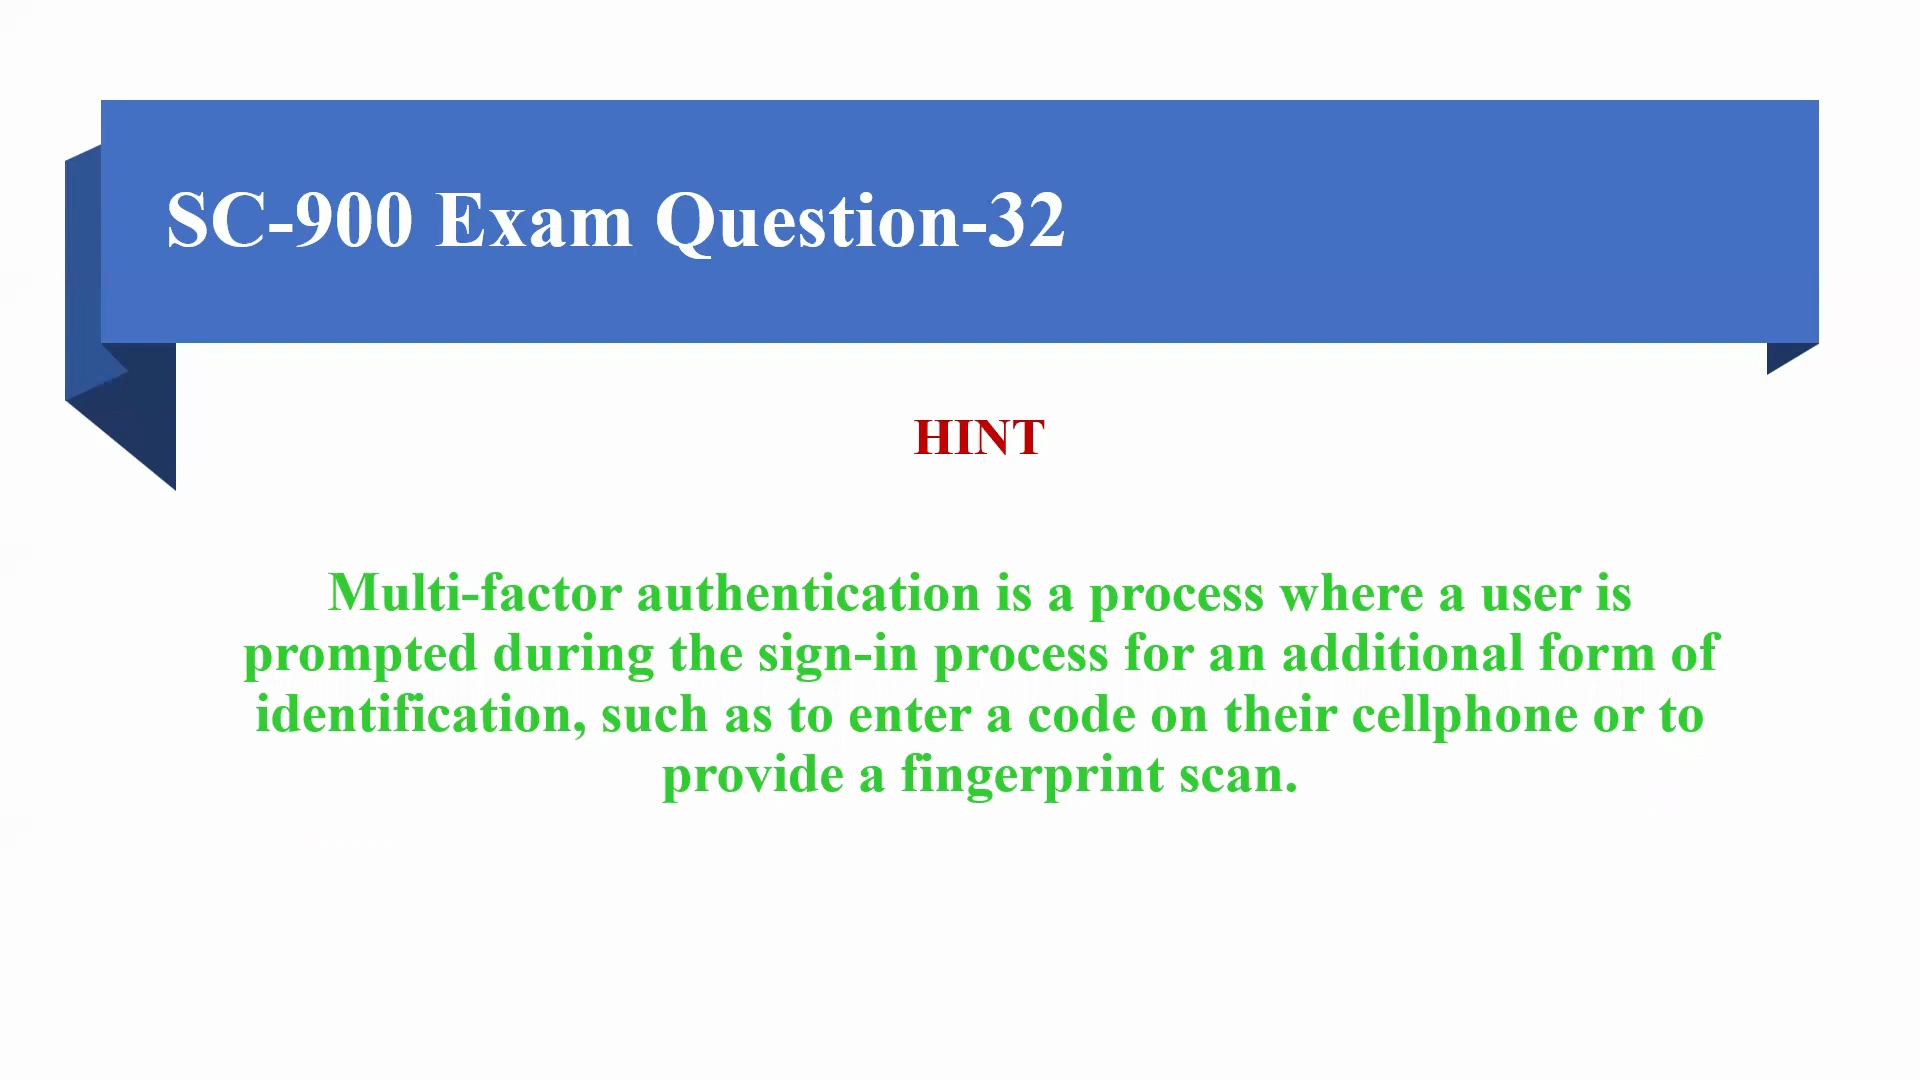 SC-900 Exam Question-32
HINT
Multi-factor authentication is a process where a user is
prompted during the sign-in process for an additional form of
identification, such as to enter a code on their cellphone or to
provide a fingerprint scan.